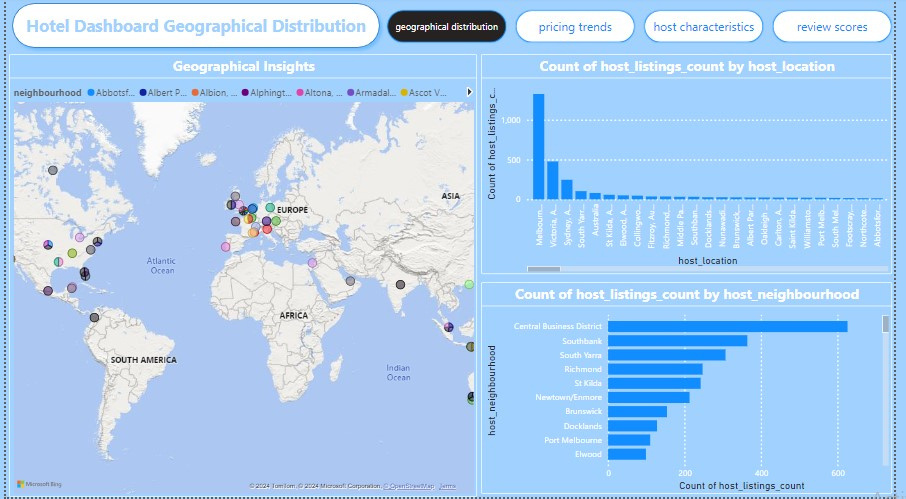 Hotel Dashboard Geographical Distribution
geographical distribution
pricing trends
host characteristics
review scores
Geographical Insights
neighbourhood Abbotsf... Albert P... Albion, ... Alphingt... Altona, ... Armadal... Ascot V...
ASIA
EUROPE
Atlantic
Ocean
AFRICA
SOUTH AMERICA
Indian
Ocean
Microsoft Bing
© 2024 TomTom, © 2024 Microsoft Corporation, © OpenStreetMap Terms
Count of host_listings_count by host_location
Count of host_listings_c...
1,000
500
0
Melbourn...
Victoria, A...
Sydney, A...
South Yarr...
Australia
St Kilda, A...
Elwood, A...
Collingwo...
Fitzroy, Au...
Richmond,...
Middle Pa...
Southban...
Docklands...
Nunawadi...
Brunswick...
Albert Par...
Oakleigh...
Carlton, A...
Saint Kilda...
Williamsto...
Port Melb...
South Mel...
Footscray,...
Northcote...
Abbotsfor...
host_location
Count of host_listings_count by host_neighbourhood
host_neighbourhood
Central Business District
Southbank
South Yarra
Richmond
St Kilda
Newtown/Enmore
Brunswick
Docklands
Port Melbourne
Elwood
0 200 400 600
Count of host_listings_count